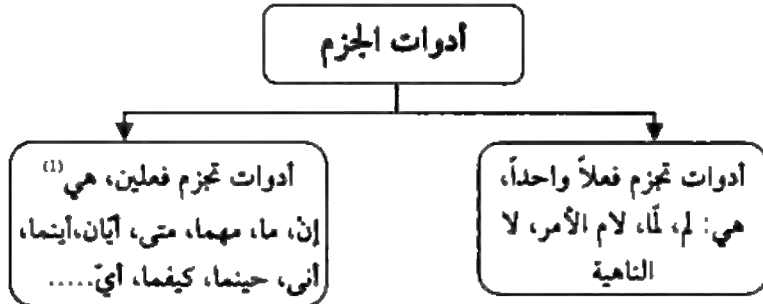 أدوات الجزم
أدوات تجزم فعلاً واحداً،
هي: لم، لمّا، لام الأمر، لا
الناهية
أدوات تجزم فعلين، هي(1)
إنْ، ما، مهما، متى، أيّان،أينما،
أنى، حينما، كيفما، أيّ.....